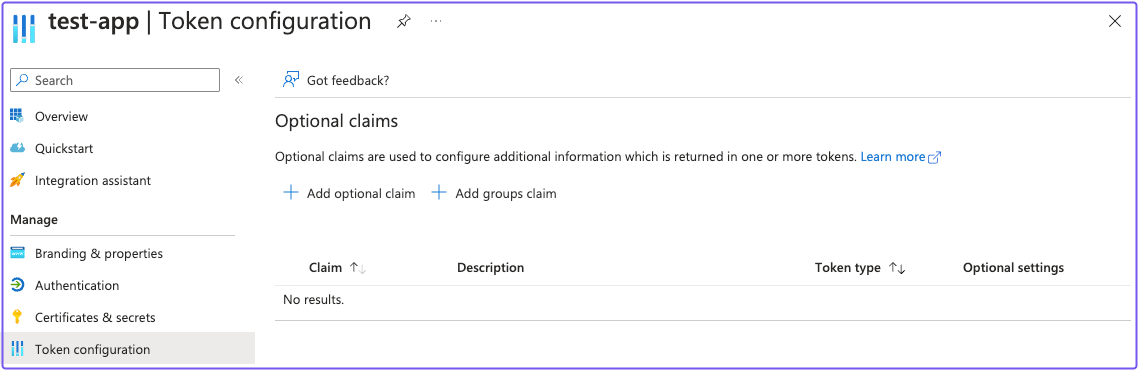 test-app | Token configuration
Search
Got feedback?
Overview
Quickstart
Integration assistant
Manage
Branding & properties
Authentication
Certificates & secrets
Token configuration
Optional claims
Optional claims are used to configure additional information which is returned in one or more tokens. Learn more
Add optional claim Add groups claim
Claim Description Token type Optional settings
No results.